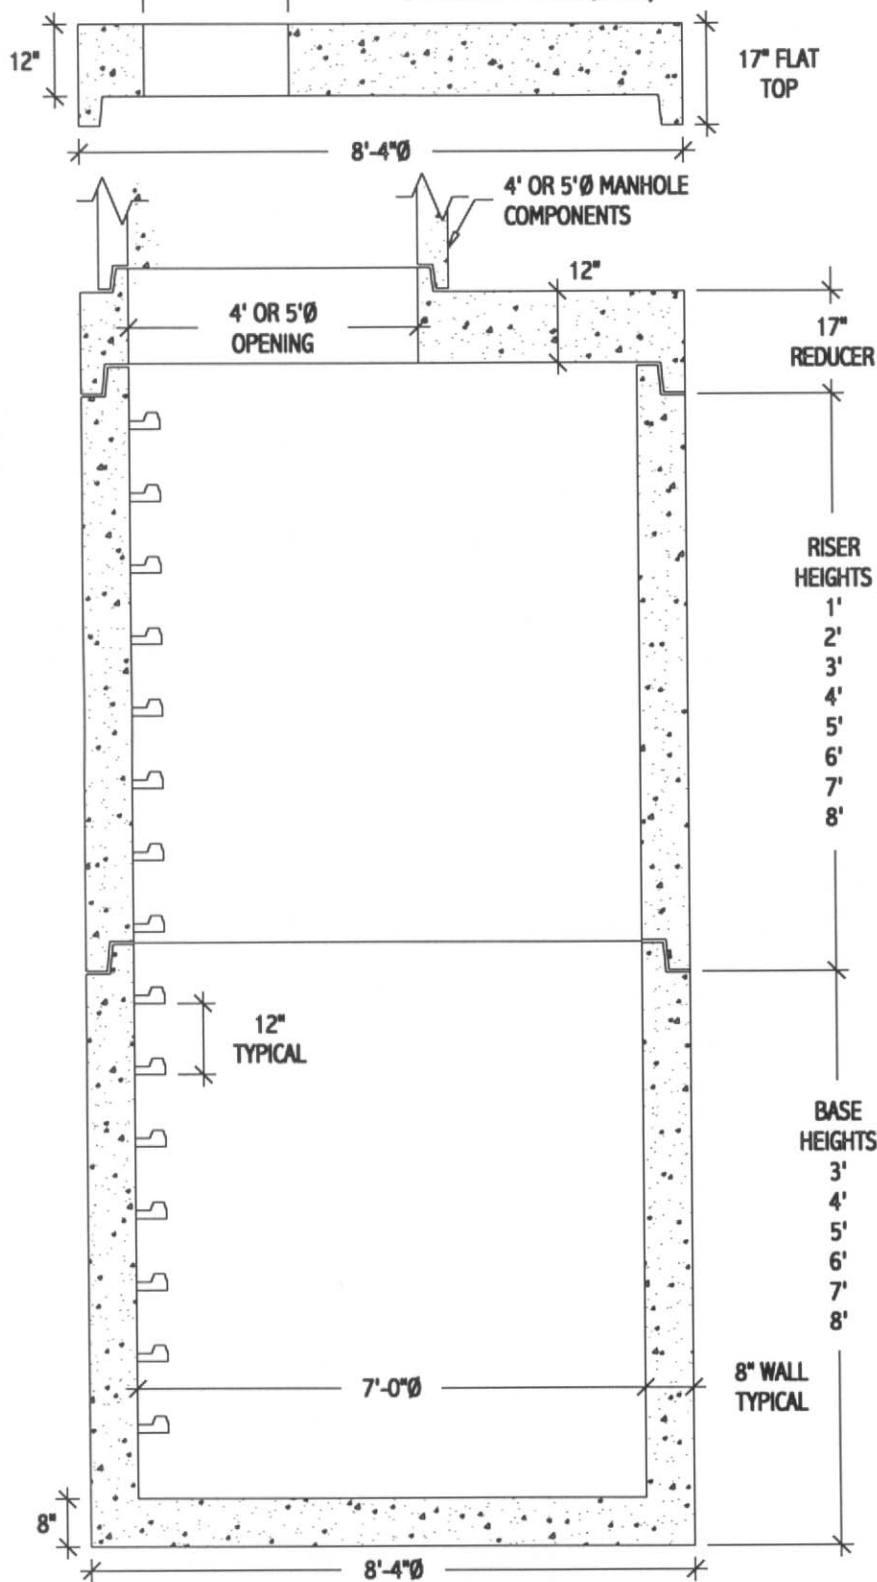 12"
17" FLAT
TOP
8'-4"Ø
4' OR 5'Ø MANHOLE
COMPONENTS
12"
4' OR 5'Ø
OPENING
17"
REDUCER
RISER
HEIGHTS
1'
2'
3'
4'
5'
6'
7'
8'
12"
TYPICAL
BASE
HEIGHTS
3'
4'
5'
6'
7'
8'
7'-0"Ø
8" WALL
TYPICAL
8"
8'-4"Ø